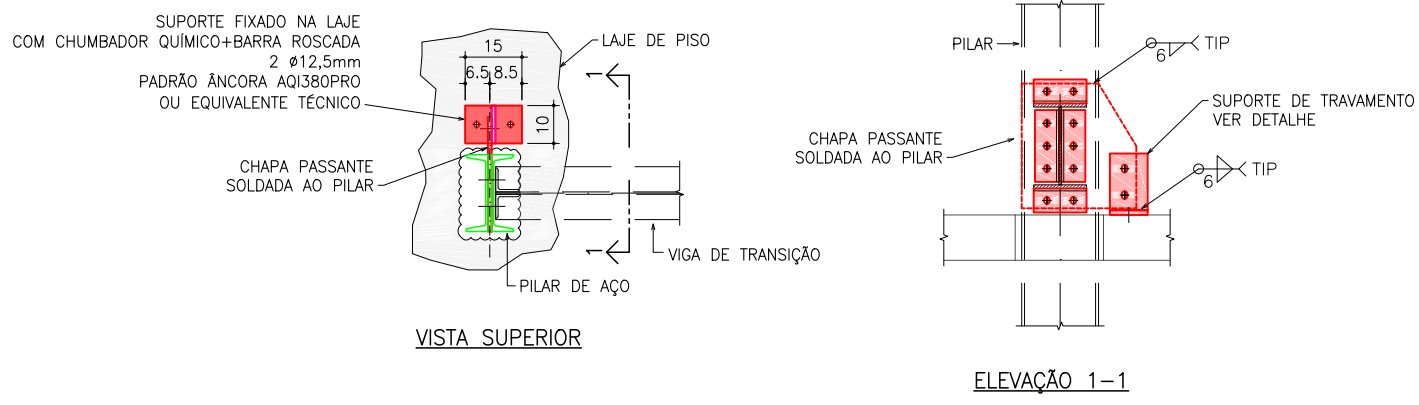 SUPORTE FIXADO NA LAJE
COM CHUMBADOR QUÍMICO+BARRA ROSCADA
2 ø12,5mm
PADRÃO ÂNCORA AQI380PRO
OU EQUIVALENTE TÉCNICO
15
6.5 8.5
10
1
LAJE DE PISO
CHAPA PASSANTE
SOLDADA AO PILAR
1
VIGA DE TRANSIÇÃO
PILAR DE AÇO
VISTA SUPERIOR
PILAR
6
TIP
SUPORTE DE TRAVAMENTO
VER DETALHE
CHAPA PASSANTE
SOLDADA AO PILAR
6
TIP
ELEVAÇÃO 1-1